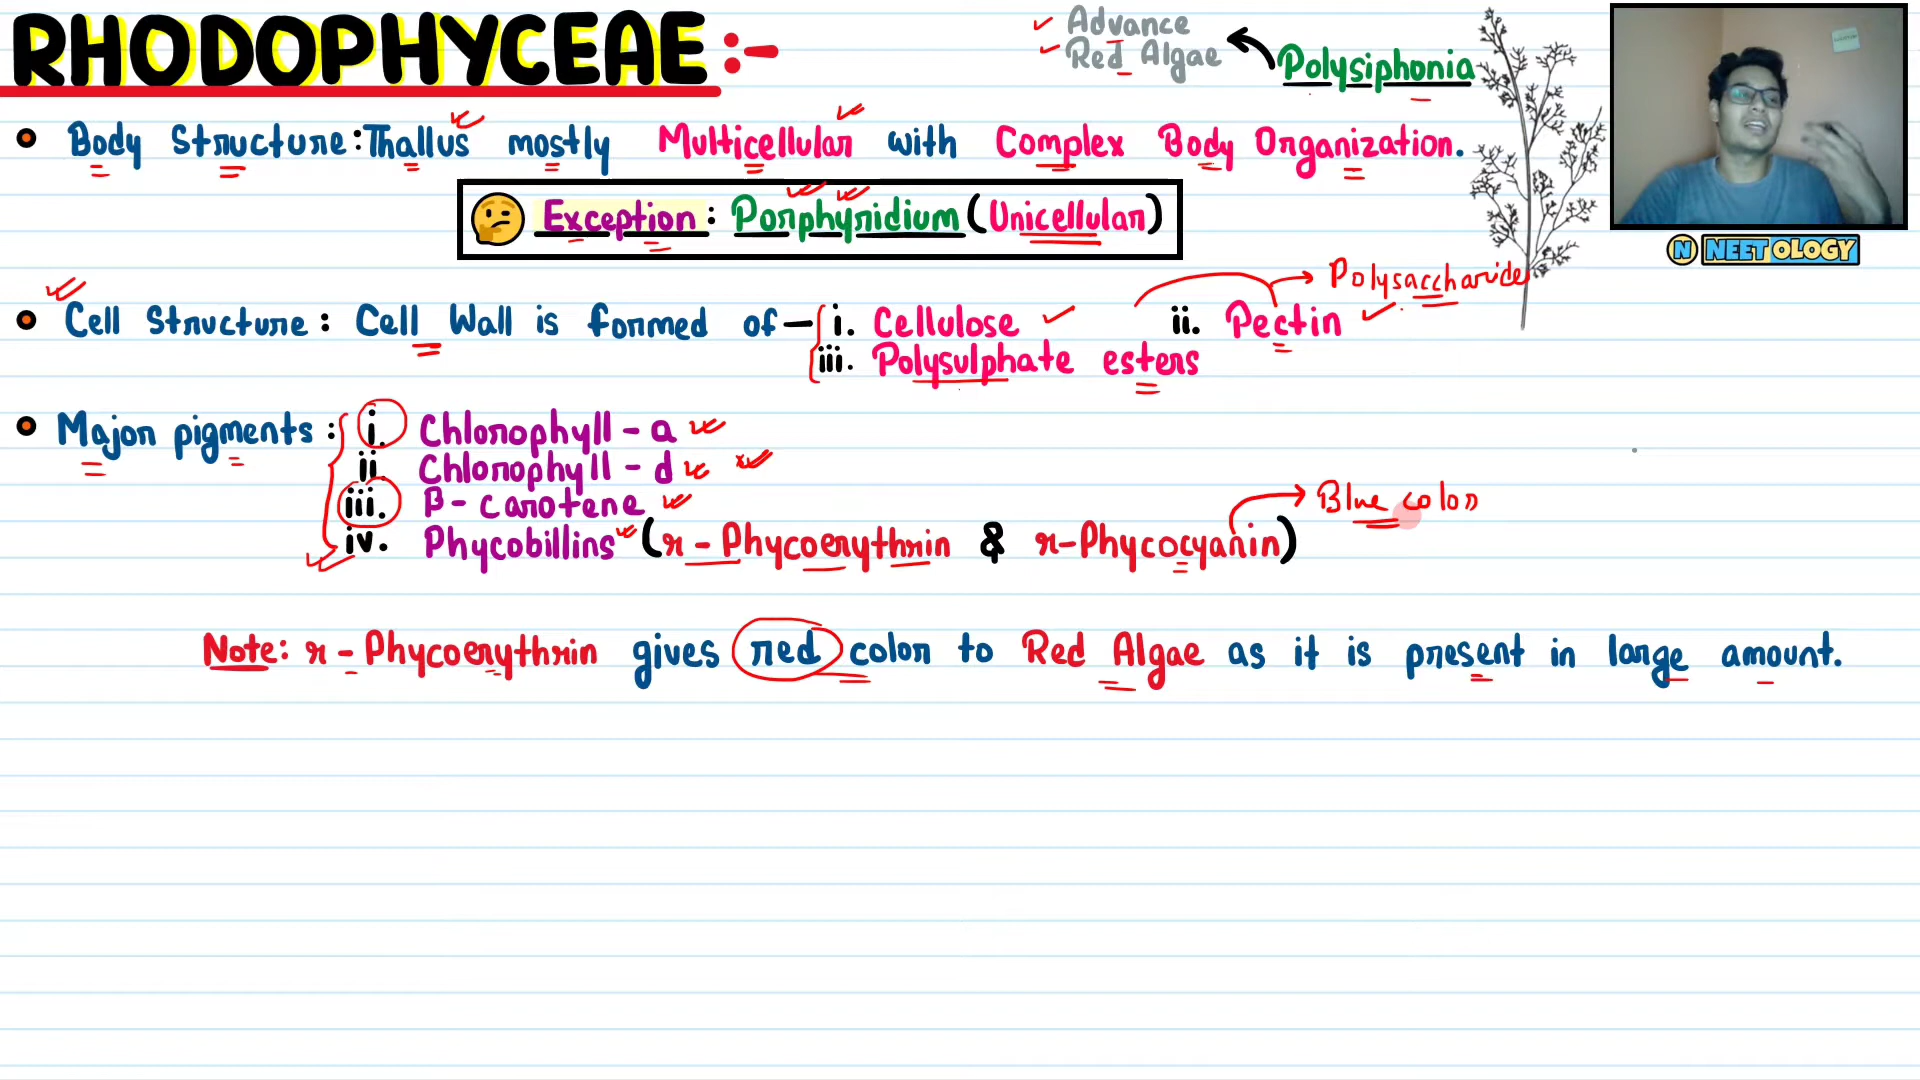 RHODOPHYCEAE :-
Advance
Red Algae
Polysiphonia
• Body Structure : Thallus mostly Multicellular with Complex Body Organization.
Exception : Porphyridium (Unicellular)
N NEETOLOGY
Polysaccharide
• Cell Structure : Cell Wall is formed of - i. Cellulose ii. Pectin
iii. Polysulphate esters
• Major pigments : i. Chlorophyll - a
ii. Chlorophyll - d
iii. β - carotene
Blue color
iv. Phycobillins (r - Phycoerythrin & r-Phycocyanin)
Note: r - Phycoerythrin gives red color to Red Algae as it is present in large amount.